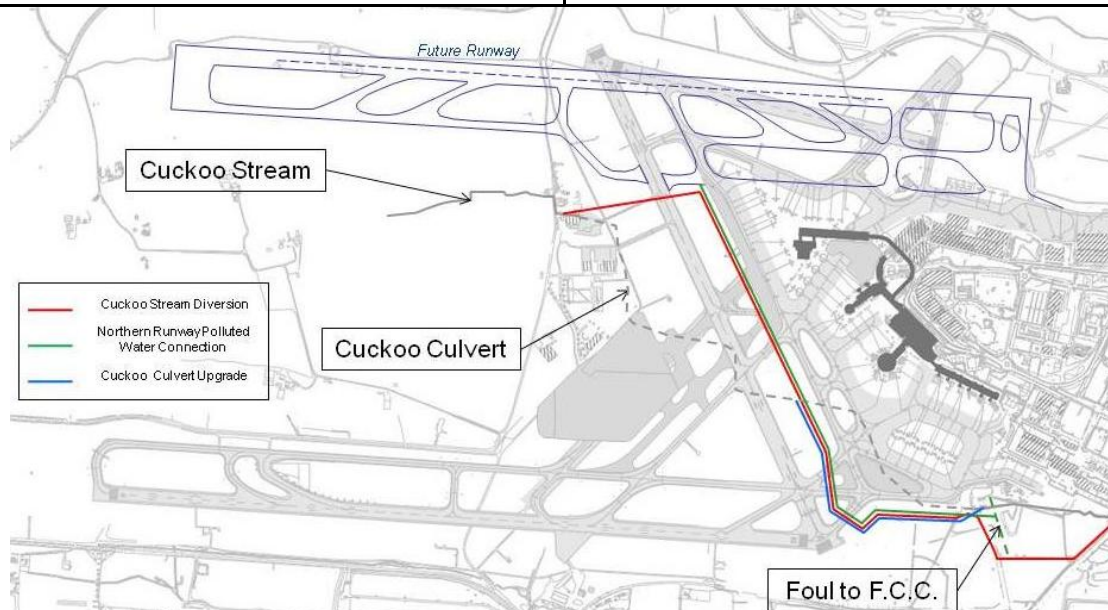 Future Runway
Cuckoo Stream
Cuckoo Stream Diversion
Northern Runway Polluted
Water Connection
Cuckoo Culvert Upgrade
Cuckoo Culvert
Foul to F.C.C.